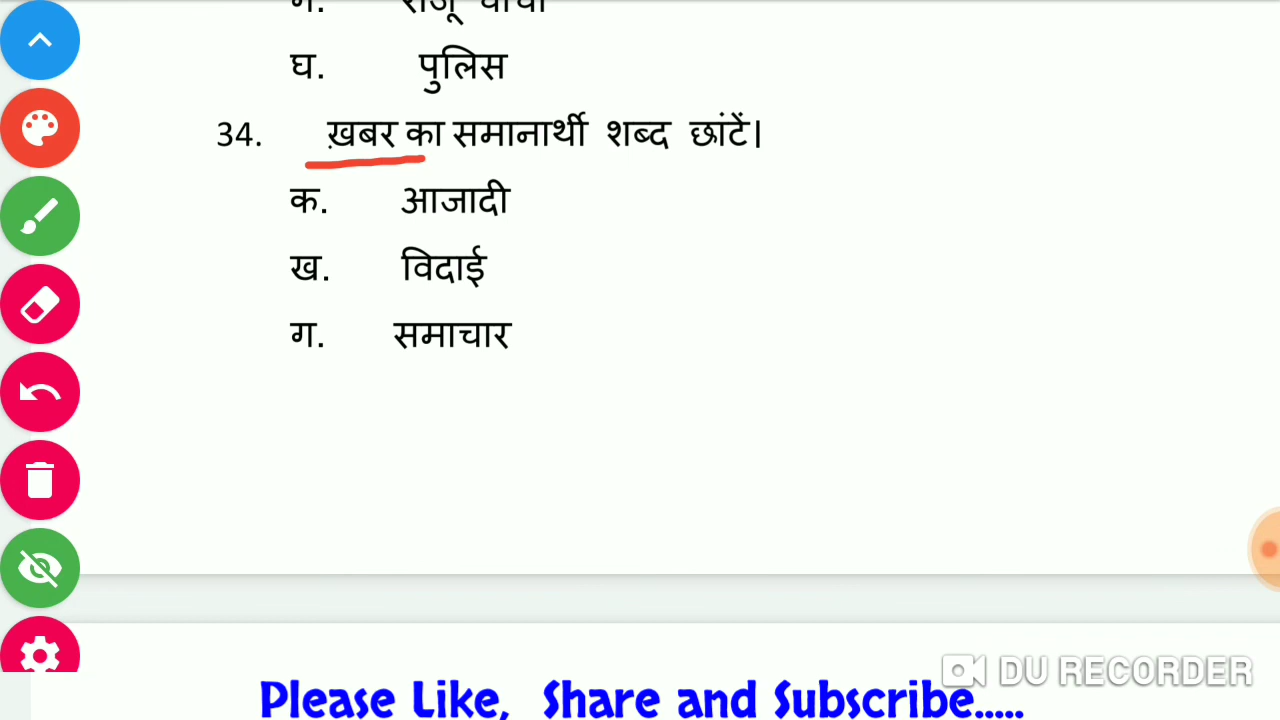 ग. राजू चाचा
घ. पुलिस
34. ख़बर का समानार्थी शब्द छांटें।
क. आजादी
ख. विदाई
ग. समाचार
DU RECORDER
Please Like, Share and Subscribe.....